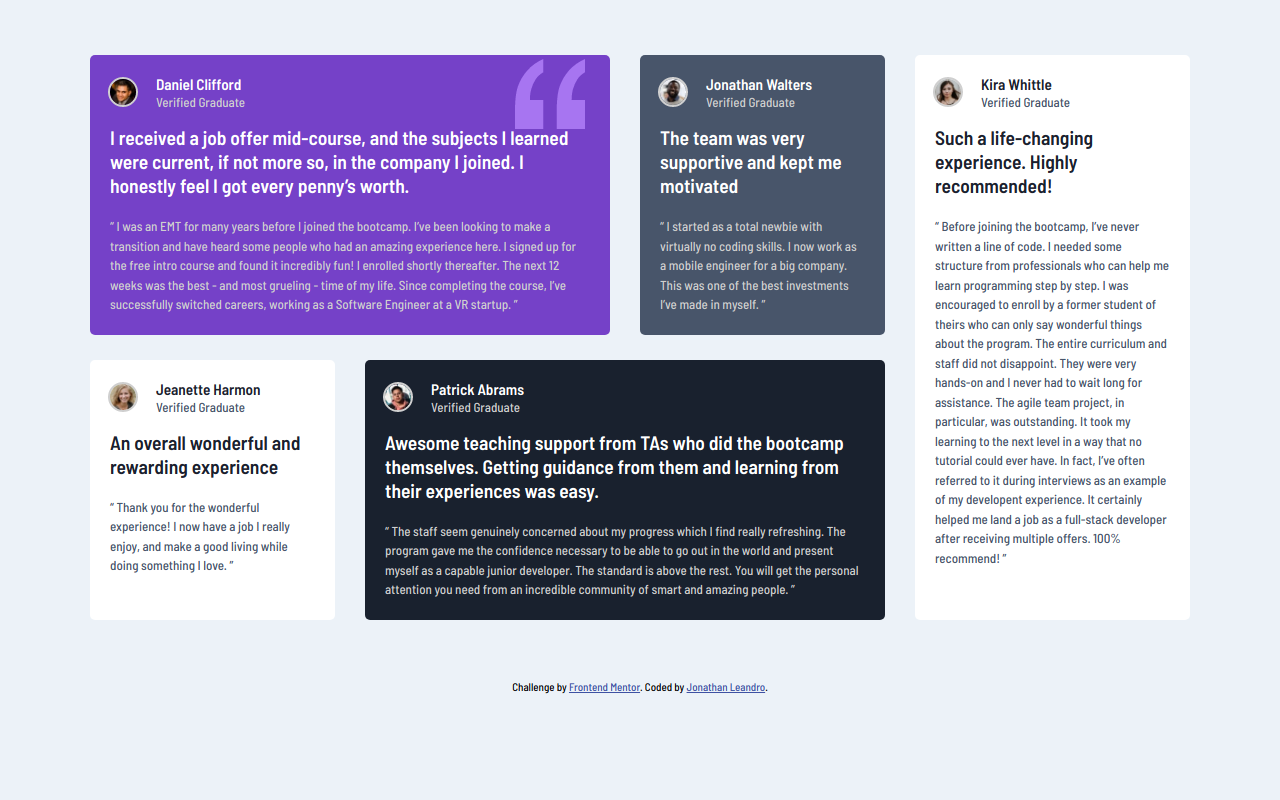 Daniel Clifford
Verified Graduate
I received a job offer mid-course, and the subjects I learned
were current, if not more so, in the company I joined. I
honestly feel I got every penny’s worth.
“ I was an EMT for many years before I joined the bootcamp. I’ve been looking to make a
transition and have heard some people who had an amazing experience here. I signed up for
the free intro course and found it incredibly fun! I enrolled shortly thereafter. The next 12
weeks was the best - and most grueling - time of my life. Since completing the course, I’ve
successfully switched careers, working as a Software Engineer at a VR startup. ”
Jonathan Walters
Verified Graduate
The team was very
supportive and kept me
motivated
“ I started as a total newbie with
virtually no coding skills. I now work as
a mobile engineer for a big company.
This was one of the best investments
I’ve made in myself. ”
Kira Whittle
Verified Graduate
Such a life-changing
experience. Highly
recommended!
“ Before joining the bootcamp, I’ve never
written a line of code. I needed some
structure from professionals who can help me
learn programming step by step. I was
encouraged to enroll by a former student of
theirs who can only say wonderful things
about the program. The entire curriculum and
staff did not disappoint. They were very
hands-on and I never had to wait long for
assistance. The agile team project, in
particular, was outstanding. It took my
learning to the next level in a way that no
tutorial could ever have. In fact, I’ve often
referred to it during interviews as an example
of my developent experience. It certainly
helped me land a job as a full-stack developer
after receiving multiple offers. 100%
recommend! ”
Jeanette Harmon
Verified Graduate
An overall wonderful and
rewarding experience
“ Thank you for the wonderful
experience! I now have a job I really
enjoy, and make a good living while
doing something I love. ”
Patrick Abrams
Verified Graduate
Awesome teaching support from TAs who did the bootcamp
themselves. Getting guidance from them and learning from
their experiences was easy.
“ The staff seem genuinely concerned about my progress which I find really refreshing. The
program gave me the confidence necessary to be able to go out in the world and present
myself as a capable junior developer. The standard is above the rest. You will get the personal
attention you need from an incredible community of smart and amazing people. ”
Challenge by Frontend Mentor. Coded by Jonathan Leandro.